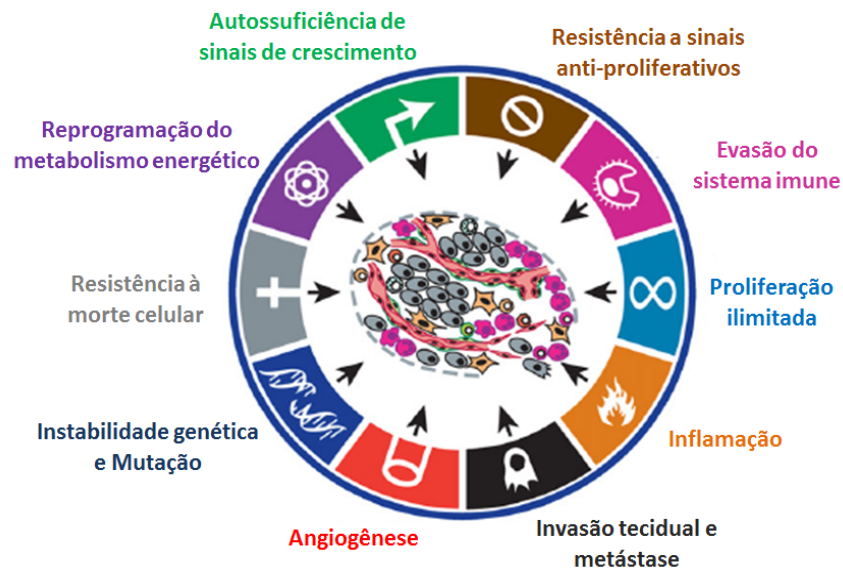 Autossuficiência de
sinais de crescimento
Resistência a sinais
anti-proliferativos
Reprogramação do
metabolismo energético
Evasão do
sistema imune
Resistência à
morte celular
Proliferação
ilimitada
Instabilidade genética
e Mutação
Inflamação
Angiogênese
Invasão tecidual e
metástase